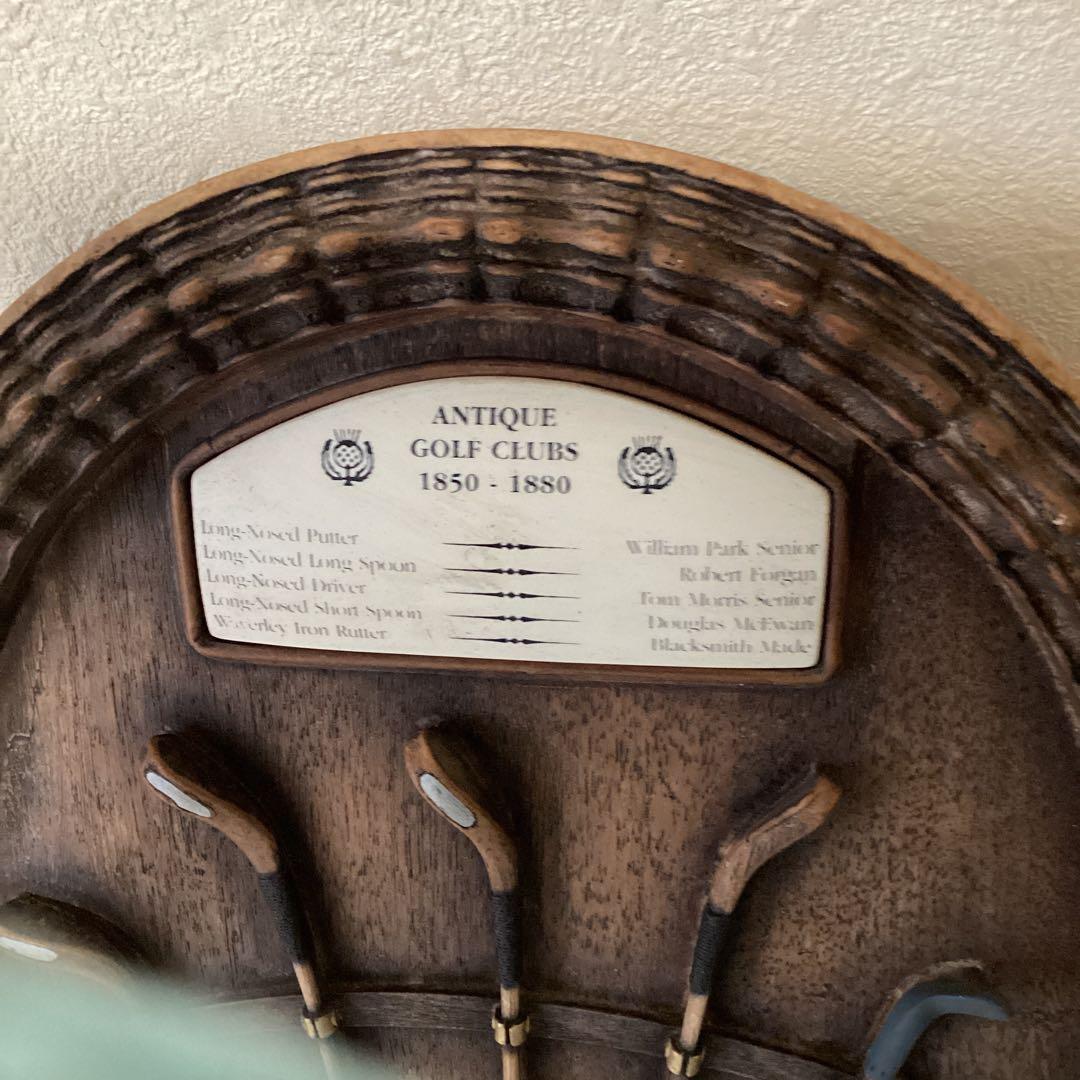 ANTIQUE
GOLF CLUBS
1850 - 1880
Long-Nosed Putter William Park Senior
Long-Nosed Long Spoon Robert Forgan
Long-Nosed Driver Tom Morris Senior
Long-Nosed Short Spoon Douglas McEwan
Waverley Iron Rutter Blacksmith Made